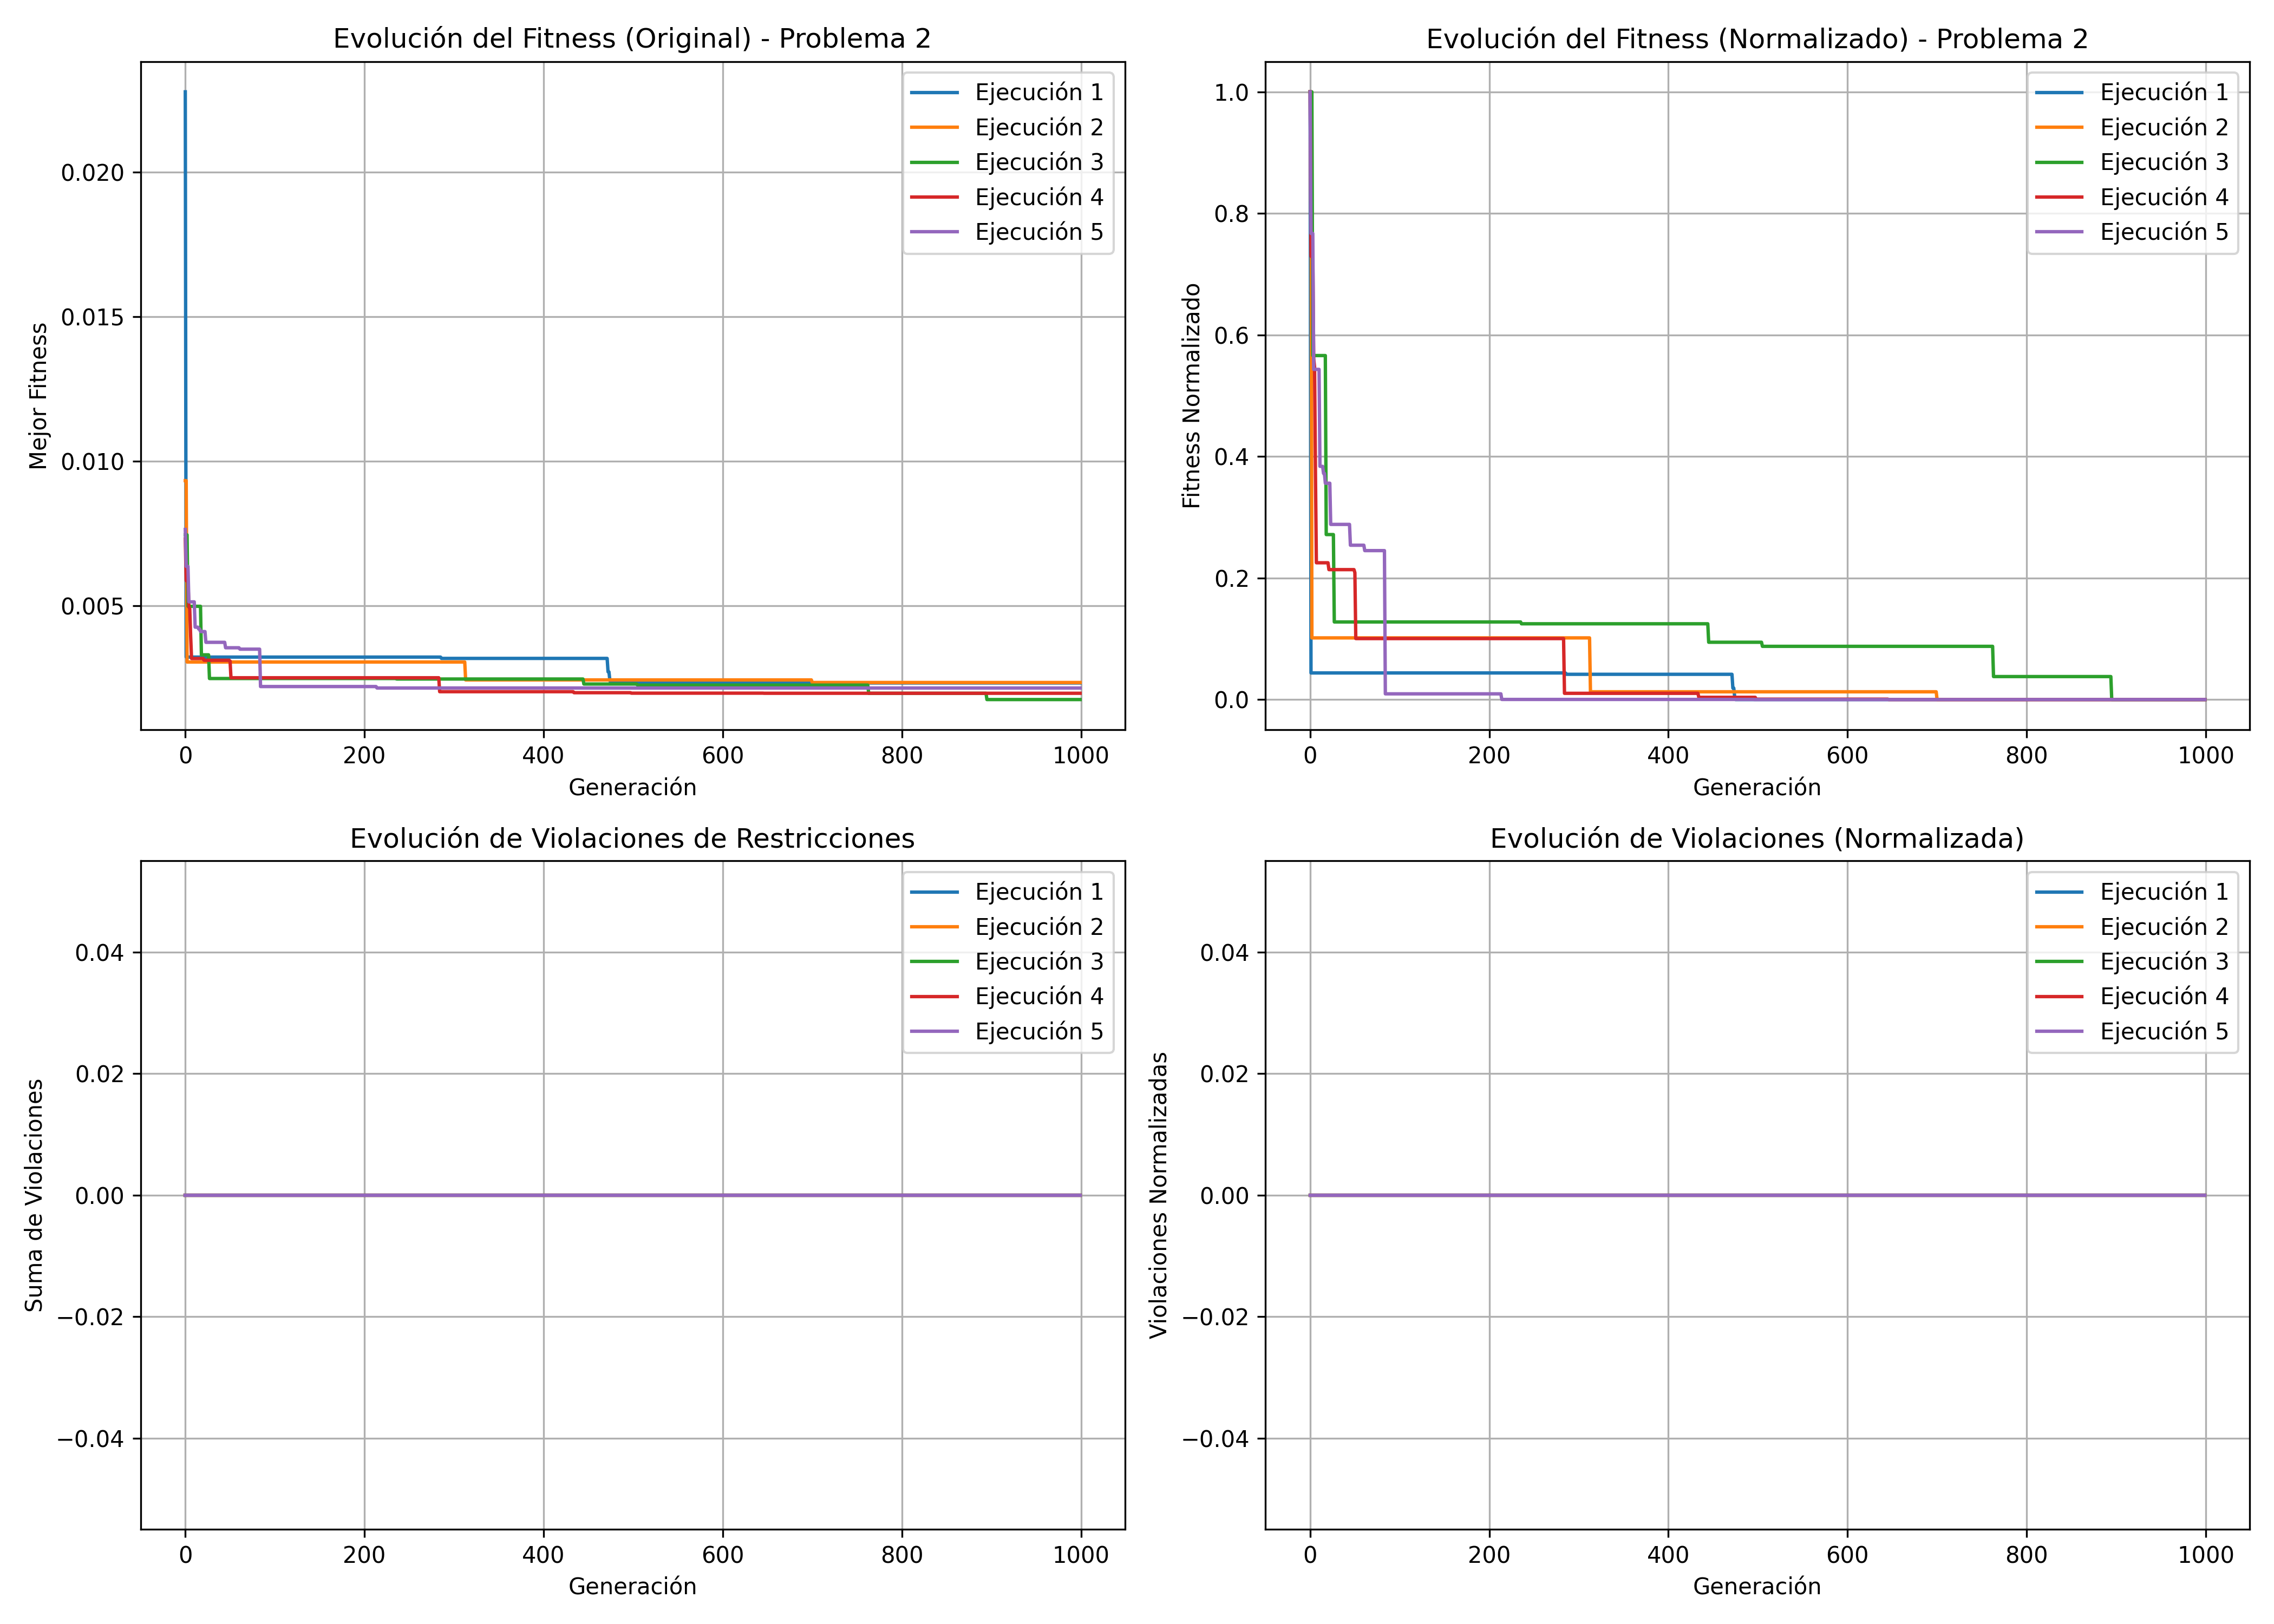 Evolución del Fitness (Original) - Problema 2
Mejor Fitness
0.020
0.015
0.010
0.005
0 200 400 600 800 1000
Generación
Ejecución 1
Ejecución 2
Ejecución 3
Ejecución 4
Ejecución 5
Evolución del Fitness (Normalizado) - Problema 2
Fitness Normalizado
1.0
0.8
0.6
0.4
0.2
0.0
0 200 400 600 800 1000
Generación
Ejecución 1
Ejecución 2
Ejecución 3
Ejecución 4
Ejecución 5
Evolución de Violaciones de Restricciones
Suma de Violaciones
0.04
0.02
0.00
−0.02
−0.04
0 200 400 600 800 1000
Generación
Ejecución 1
Ejecución 2
Ejecución 3
Ejecución 4
Ejecución 5
Evolución de Violaciones (Normalizada)
Violaciones Normalizadas
0.04
0.02
0.00
−0.02
−0.04
0 200 400 600 800 1000
Generación
Ejecución 1
Ejecución 2
Ejecución 3
Ejecución 4
Ejecución 5